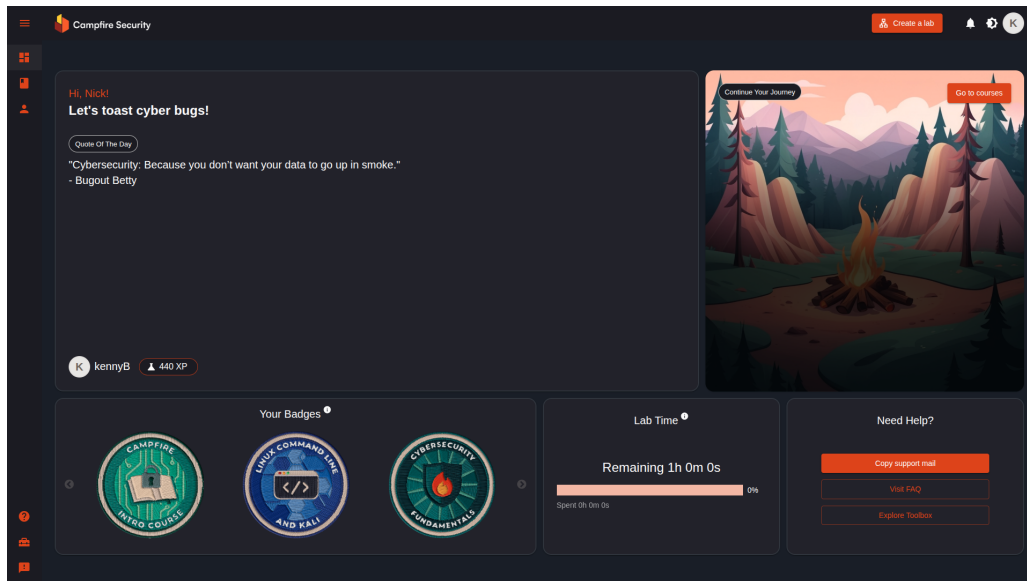 Campfire Security
Create a lab
K
Hi, Nick!
Let's toast cyber bugs!
Quote Of The Day
"Cybersecurity: Because you don't want your data to go up in smoke."
- Bugout Betty
K kennyB 440 XP
Continue Your Journey
Go to courses
Your Badges
CAMPFIRE
INTRO COURSE
LINUX COMMAND LINE
</>
AND KALI
CYBERSECURITY
FUNDAMENTALS
Lab Time
Remaining 1h 0m 0s
0%
Spent 0h 0m 0s
Need Help?
Copy support mail
Visit FAQ
Explore Toolbox